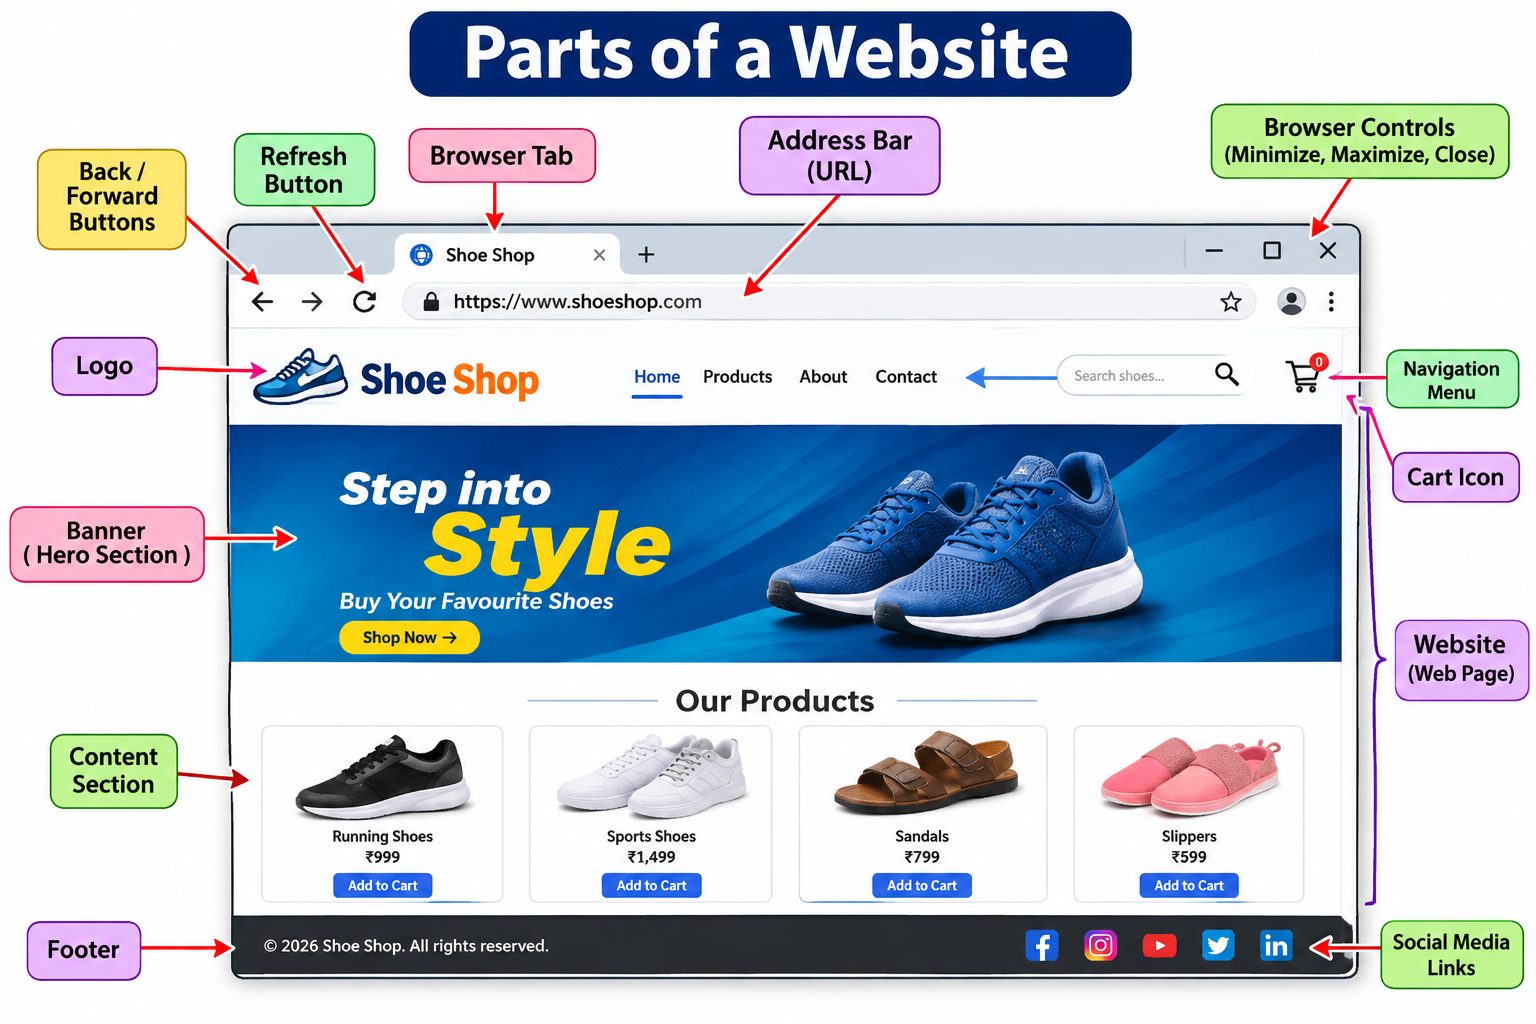 Parts of a Website
Back /
Forward
Buttons
Refresh
Button
Browser Tab
Address Bar
(URL)
Browser Controls
(Minimize, Maximize, Close)
Shoe Shop
https://www.shoeshop.com
Logo
Shoe Shop
Home
Products
About
Contact
Search shoes...
0
Navigation
Menu
Cart Icon
Banner
( Hero Section )
Step into
Style
Buy Your Favourite Shoes
Shop Now →
Website
(Web Page)
Our Products
Content
Section
Running Shoes
₹999
Add to Cart
Sports Shoes
₹1,499
Add to Cart
Sandals
₹799
Add to Cart
Slippers
₹599
Add to Cart
Footer
© 2026 Shoe Shop. All rights reserved.
f
in
Social Media
Links